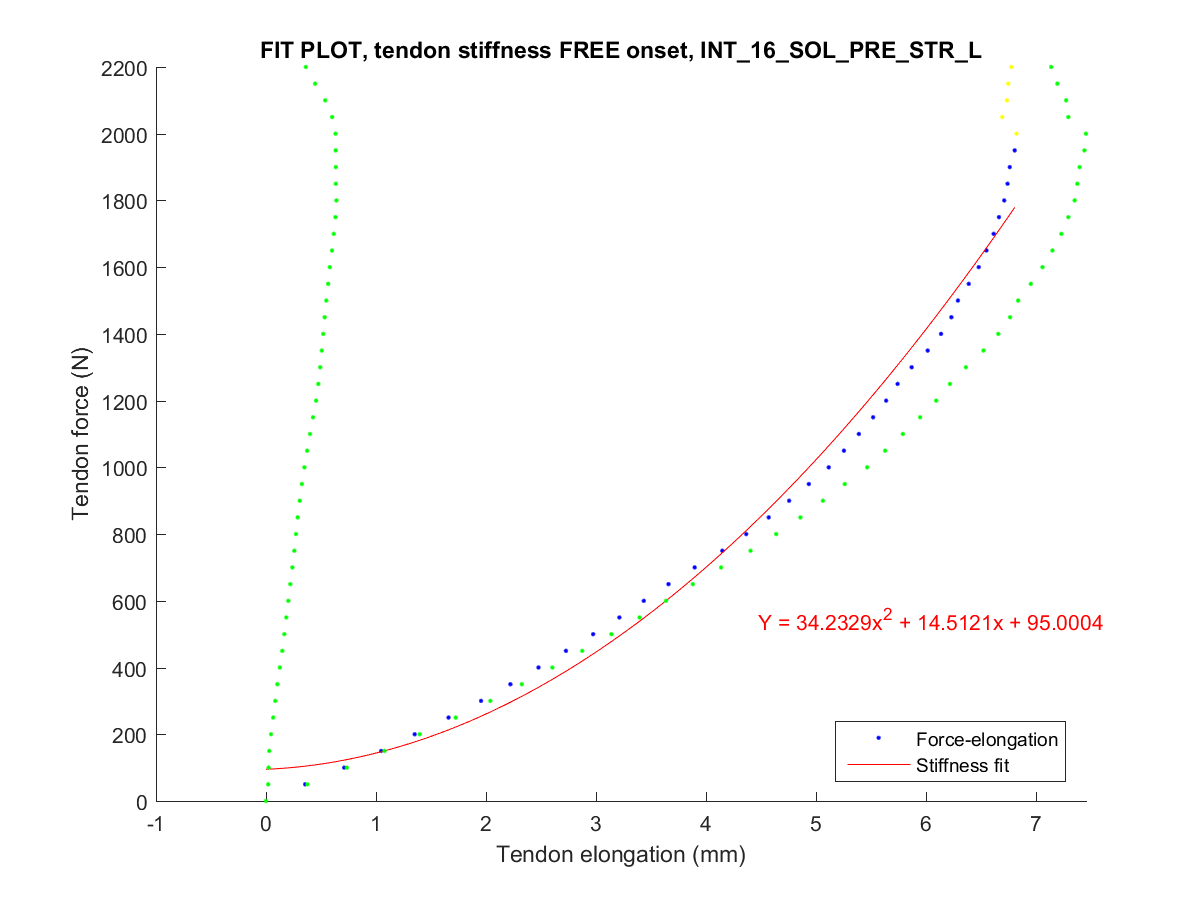 FIT PLOT, tendon stiffness FREE onset, INT_16_SOL_PRE_STR_L
2200
2000
1800
1600
1400
1200
1000
800
600
400
200
0
Tendon force (N)
Y = 34.2329x² + 14.5121x + 95.0004
Force-elongation
Stiffness fit
-1 0 1 2 3 4 5 6 7
Tendon elongation (mm)